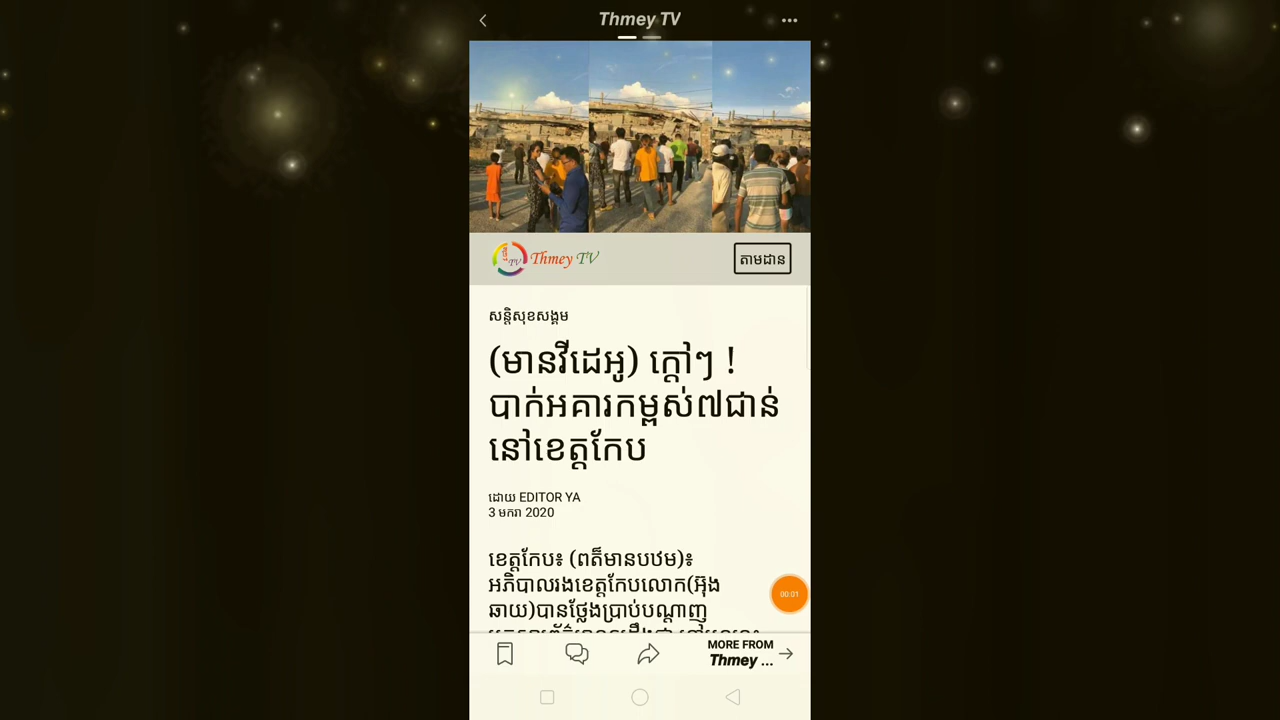 Thmey TV
Thmey TV
តាមដាន
សន្តិសុខសង្គម
(មានវីដេអូ) ក្តៅៗ !
បាក់អគារកម្ពស់៧ជាន់
នៅខេត្តកែប
ដោយ EDITOR YA
3 មករា 2020
ខេត្តកែប៖ (ពត៌មានបឋម)៖
អភិបាលរងខេត្តកែបលោក(អ៊ុង
ឆាយ)បានថ្លែងប្រាប់បណ្តាញ
00:01
MORE FROM
Thmey ...